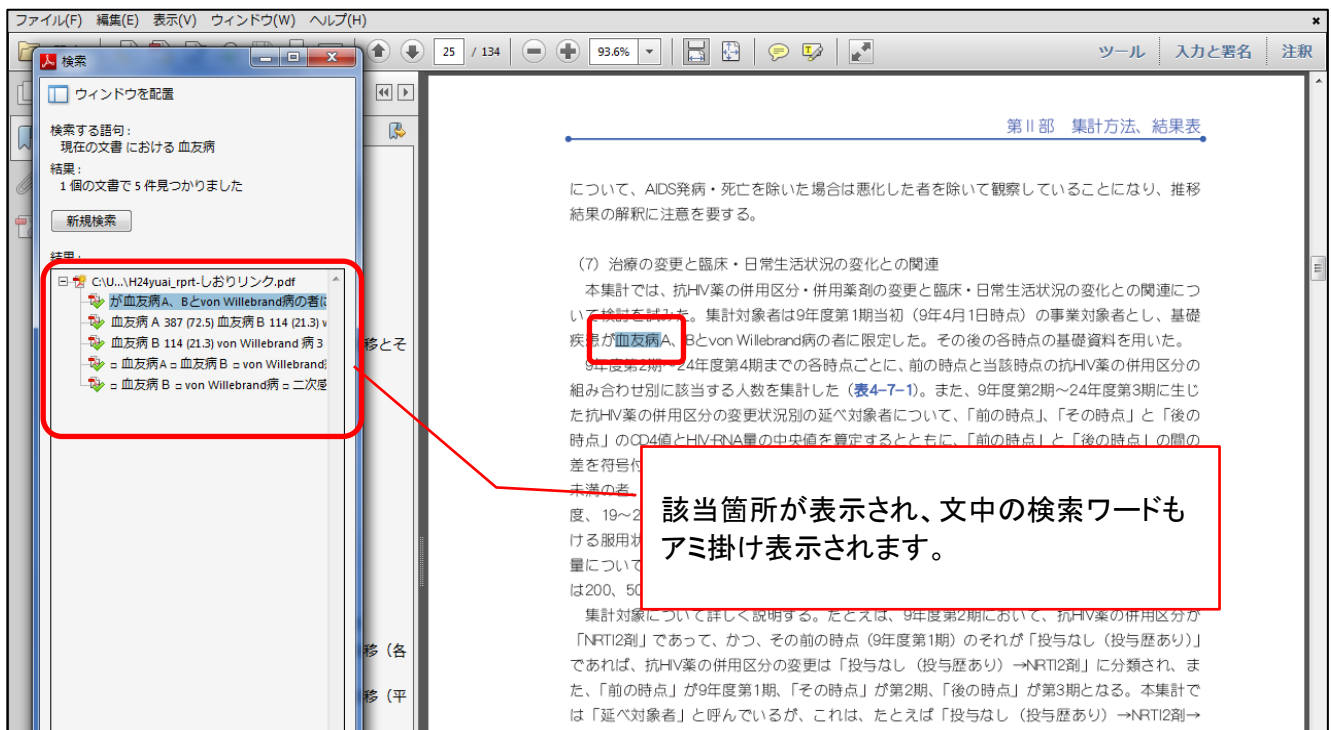 ファイル(F) 編集(E) 表示(V) ウィンドウ(W) ヘルプ(H)
25 / 134 93.6% ツール 入力と署名 注釈
検索
ウィンドウを配置
検索する語句 :
現在の文書 における 血友病
結果 :
1 個の文書で 5 件見つかりました
新規検索
結果 :
C:\U...\H24yuai_rprt-しおりリンク.pdf
が血友病A、Bとvon Willebrand病の者に
血友病 A 387 (72.5) 血友病 B 114 (21.3) v
血友病 B 114 (21.3) von Willebrand 病 3
□ 血友病A □ 血友病 B □ von Willebrand
□ 血友病 B □ von Willebrand病 □ 二次感
移とそ
移（各
移（平
第Ⅱ部 集計方法、結果表
について、AIDS発病・死亡を除いた場合は悪化した者を除いて観察していることになり、推移
結果の解釈に注意を要する。
（7）治療の変更と臨床・日常生活状況の変化との関連
本集計では、抗HIV薬の併用区分・併用薬剤の変更と臨床・日常生活状況の変化との関連につ
いて検討を試みた。集計対象者は9年度第1期当初（9年4月1日時点）の事業対象者とし、基礎
疾患が血友病A、Bとvon Willebrand病の者に限定した。その後の各時点の基礎資料を用いた。
9年度第2期～24年度第4期までの各時点ごとに、前の時点と当該時点の抗HIV薬の併用区分の
組み合わせ別に該当する人数を集計した（表4-7-1）。また、9年度第2期～24年度第3期に生じ
た抗HIV薬の併用区分の変更状況別の延べ対象者について、「前の時点」、「その時点」と「後の
時点」のCD4値とHIV-RNA量の中央値を算定するとともに、「前の時点」と「後の時点」の間の
差を符号付
未満の者
度、19～2
ける服用状
量について
は200、50
該当箇所が表示され、文中の検索ワードも
アミ掛け表示されます。
集計対象について詳しく説明する。たとえば、9年度第2期において、抗HIV薬の併用区分が
「NRTI2剤」であって、かつ、その前の時点（9年度第1期）のそれが「投与なし（投与歴あり）」
であれば、抗HIV薬の併用区分の変更は「投与なし（投与歴あり）→NRTI2剤」に分類され、ま
た、「前の時点」が9年度第1期、「その時点」が第2期、「後の時点」が第3期となる。本集計で
は「延べ対象者」と呼んでいるが、これは、たとえば「投与なし（投与歴あり）→NRTI2剤→